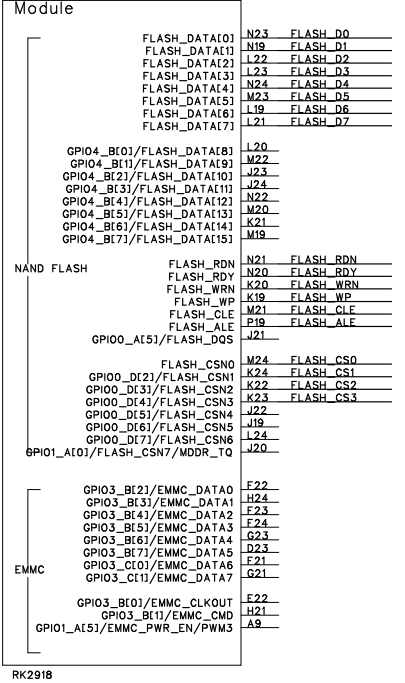 Module
FLASH_DATA[0] N23 FLASH_D0
FLASH_DATA[1] N19 FLASH_D1
FLASH_DATA[2] L22 FLASH_D2
FLASH_DATA[3] L23 FLASH_D3
FLASH_DATA[4] N24 FLASH_D4
FLASH_DATA[5] M23 FLASH_D5
FLASH_DATA[6] L19 FLASH_D6
FLASH_DATA[7] L21 FLASH_D7
GPIO4_B[0]/FLASH_DATA[8] L20
GPIO4_B[1]/FLASH_DATA[9] M22
GPIO4_B[2]/FLASH_DATA[10] J23
GPIO4_B[3]/FLASH_DATA[11] J24
GPIO4_B[4]/FLASH_DATA[12] N22
GPIO4_B[5]/FLASH_DATA[13] M20
GPIO4_B[6]/FLASH_DATA[14] K21
GPIO4_B[7]/FLASH_DATA[15] M19
NAND FLASH
FLASH_RDN N21 FLASH_RDN
FLASH_RDY N20 FLASH_RDY
FLASH_WRN K20 FLASH_WRN
FLASH_WP K19 FLASH_WP
FLASH_CLE M21 FLASH_CLE
FLASH_ALE P19 FLASH_ALE
GPIO0_A[5]/FLASH_DQS J21
FLASH_CSN0 M24 FLASH_CS0
GPIO0_D[2]/FLASH_CSN1 K24 FLASH_CS1
GPIO0_D[3]/FLASH_CSN2 K22 FLASH_CS2
GPIO0_D[4]/FLASH_CSN3 K23 FLASH_CS3
GPIO0_D[5]/FLASH_CSN4 J22
GPIO0_D[6]/FLASH_CSN5 J19
GPIO0_D[7]/FLASH_CSN6 L24
GPIO1_A[0]/FLASH_CSN7/MDDR_TQ J20
GPIO3_B[2]/EMMC_DATA0 F22
GPIO3_B[3]/EMMC_DATA1 H24
GPIO3_B[4]/EMMC_DATA2 F23
GPIO3_B[5]/EMMC_DATA3 F24
GPIO3_B[6]/EMMC_DATA4 G23
GPIO3_B[7]/EMMC_DATA5 D23
GPIO3_C[0]/EMMC_DATA6 F21
GPIO3_C[1]/EMMC_DATA7 G21
EMMC
GPIO3_B[0]/EMMC_CLKOUT E22
GPIO3_B[1]/EMMC_CMD H21
GPIO1_A[5]/EMMC_PWR_EN/PWM3 A9
RK2918